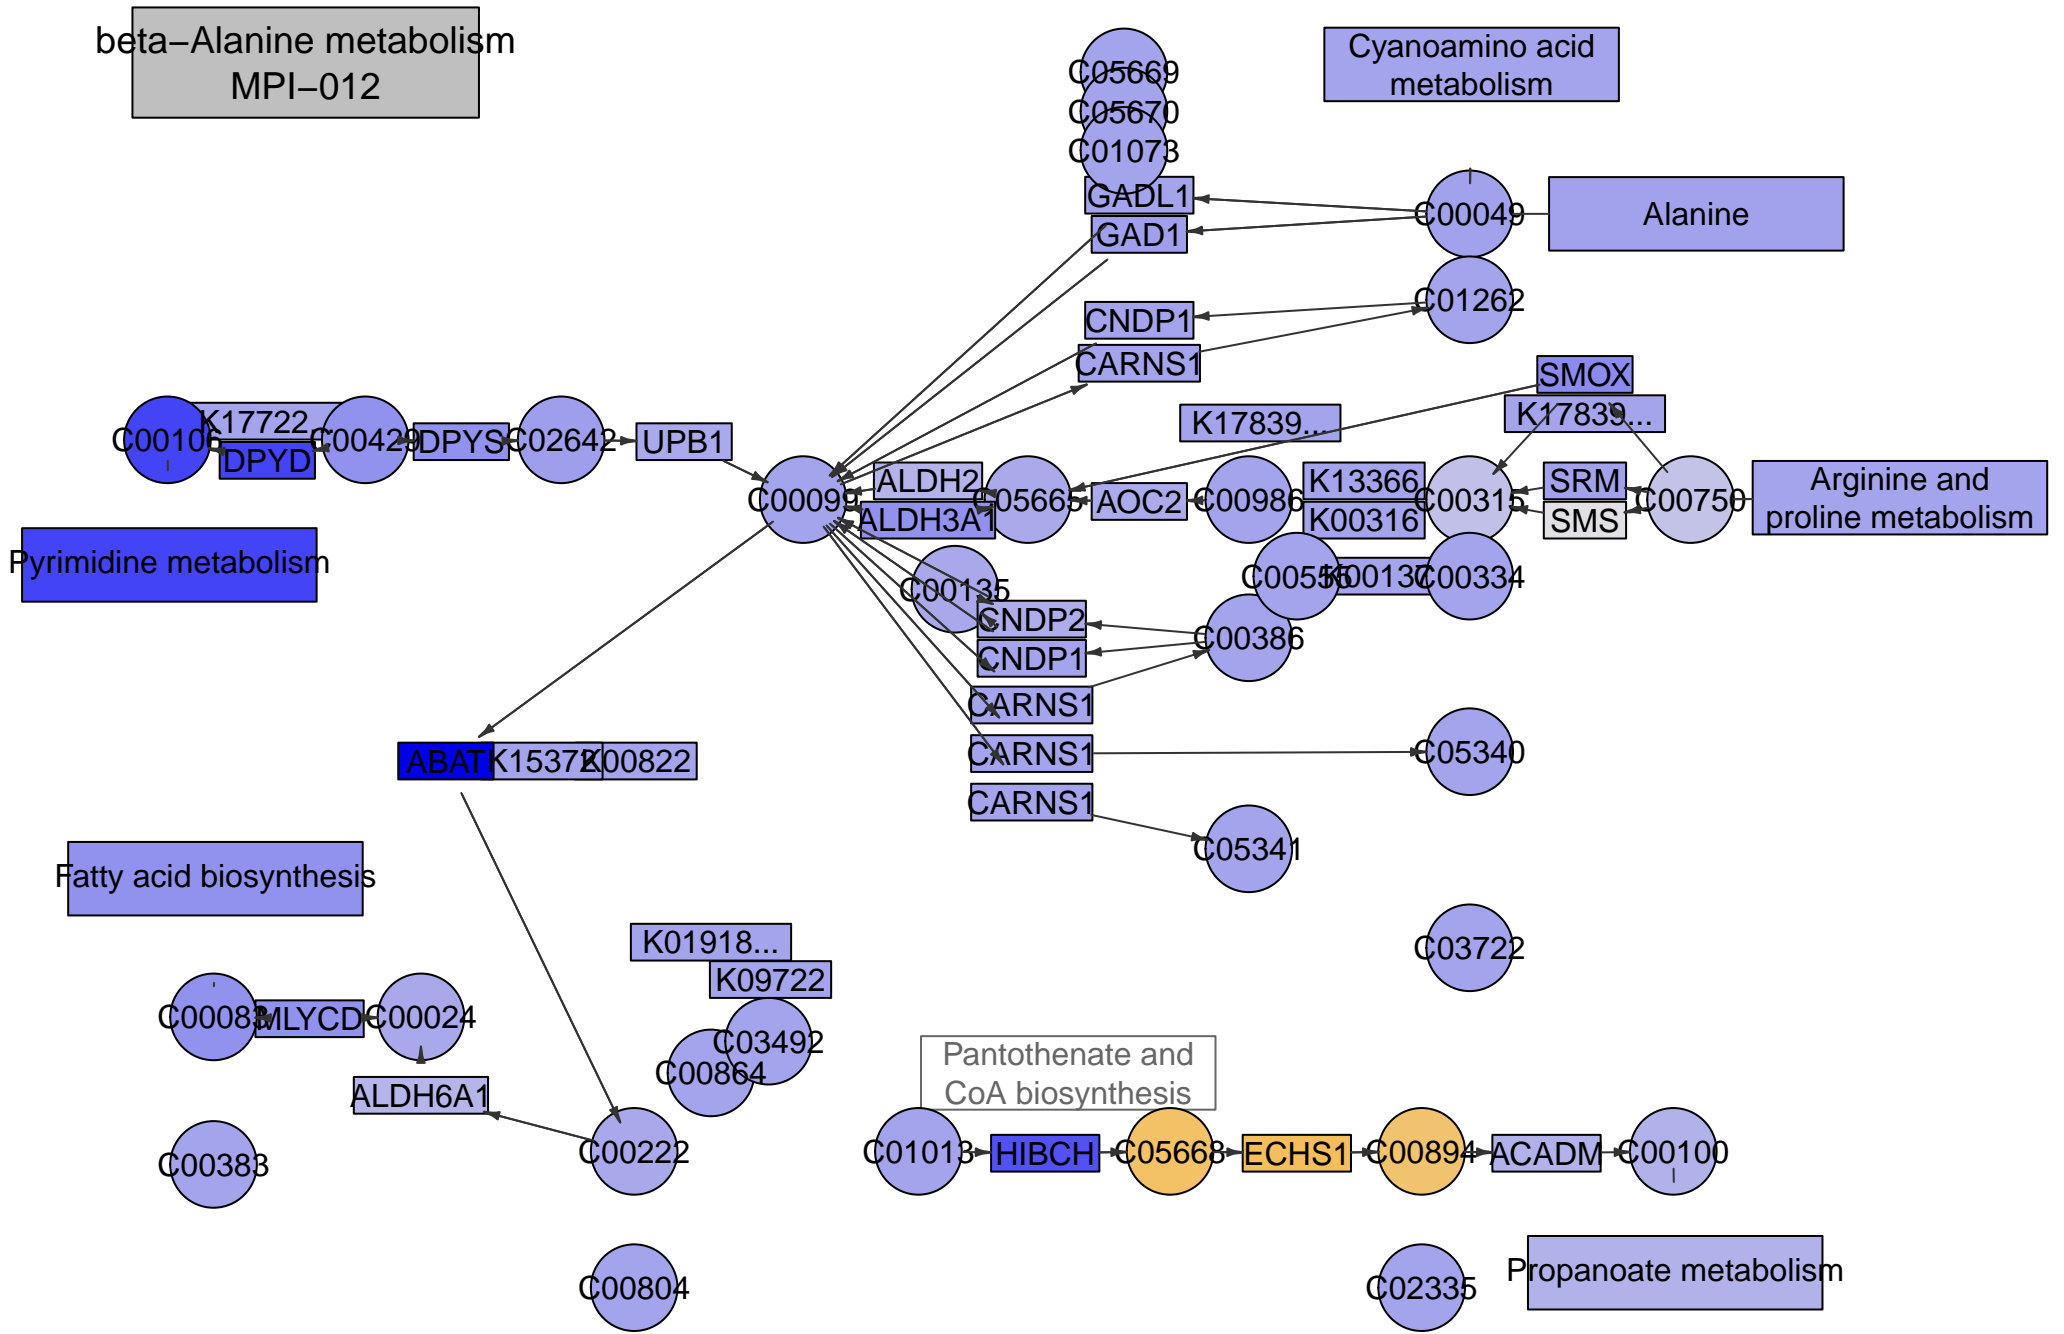 beta−Alanine metabolism
MPI−012
C05669
C05670
C01073
Cyanoamino acid
metabolism
GADL1
GAD1
C00049
Alanine
C01262
CNDP1
CARNS1
SMOX
K17839...
K17839...
C00106
K17722...
DPYD
C00429
DPYS
C02642
UPB1
C00099
ALDH2
ALDH3A1
C05665
AOC2
C00986
K13366
K00316
C00315
SRM
SMS
C00750
Arginine and
proline metabolism
Pyrimidine metabolism
C00135
C00555
K00137
C00334
CNDP2
CNDP1
C00386
CARNS1
CARNS1
CARNS1
C05340
C05341
ABAT
K15372
K00822
Fatty acid biosynthesis
K01918...
K09722
C03722
C00083
MLYCD
C00024
C03492
C00864
ALDH6A1
Pantothenate and
CoA biosynthesis
C00383
C00222
C01013
HIBCH
C05668
ECHS1
C00894
ACADM
C00100
C00804
C02335
Propanoate metabolism